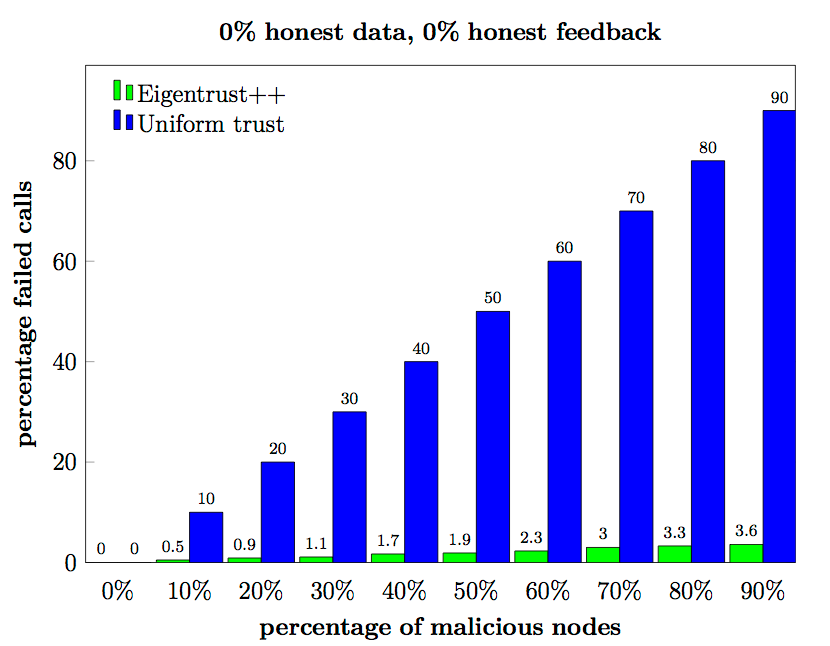 0% honest data, 0% honest feedback
Eigentrust++
Uniform trust
percentage failed calls
80
60
40
20
0
0 0 0.5 10 0.9 20 1.1 30 1.7 40 1.9 50 2.3 60 3 70 3.3 80 3.6 90
0% 10% 20% 30% 40% 50% 60% 70% 80% 90%
percentage of malicious nodes